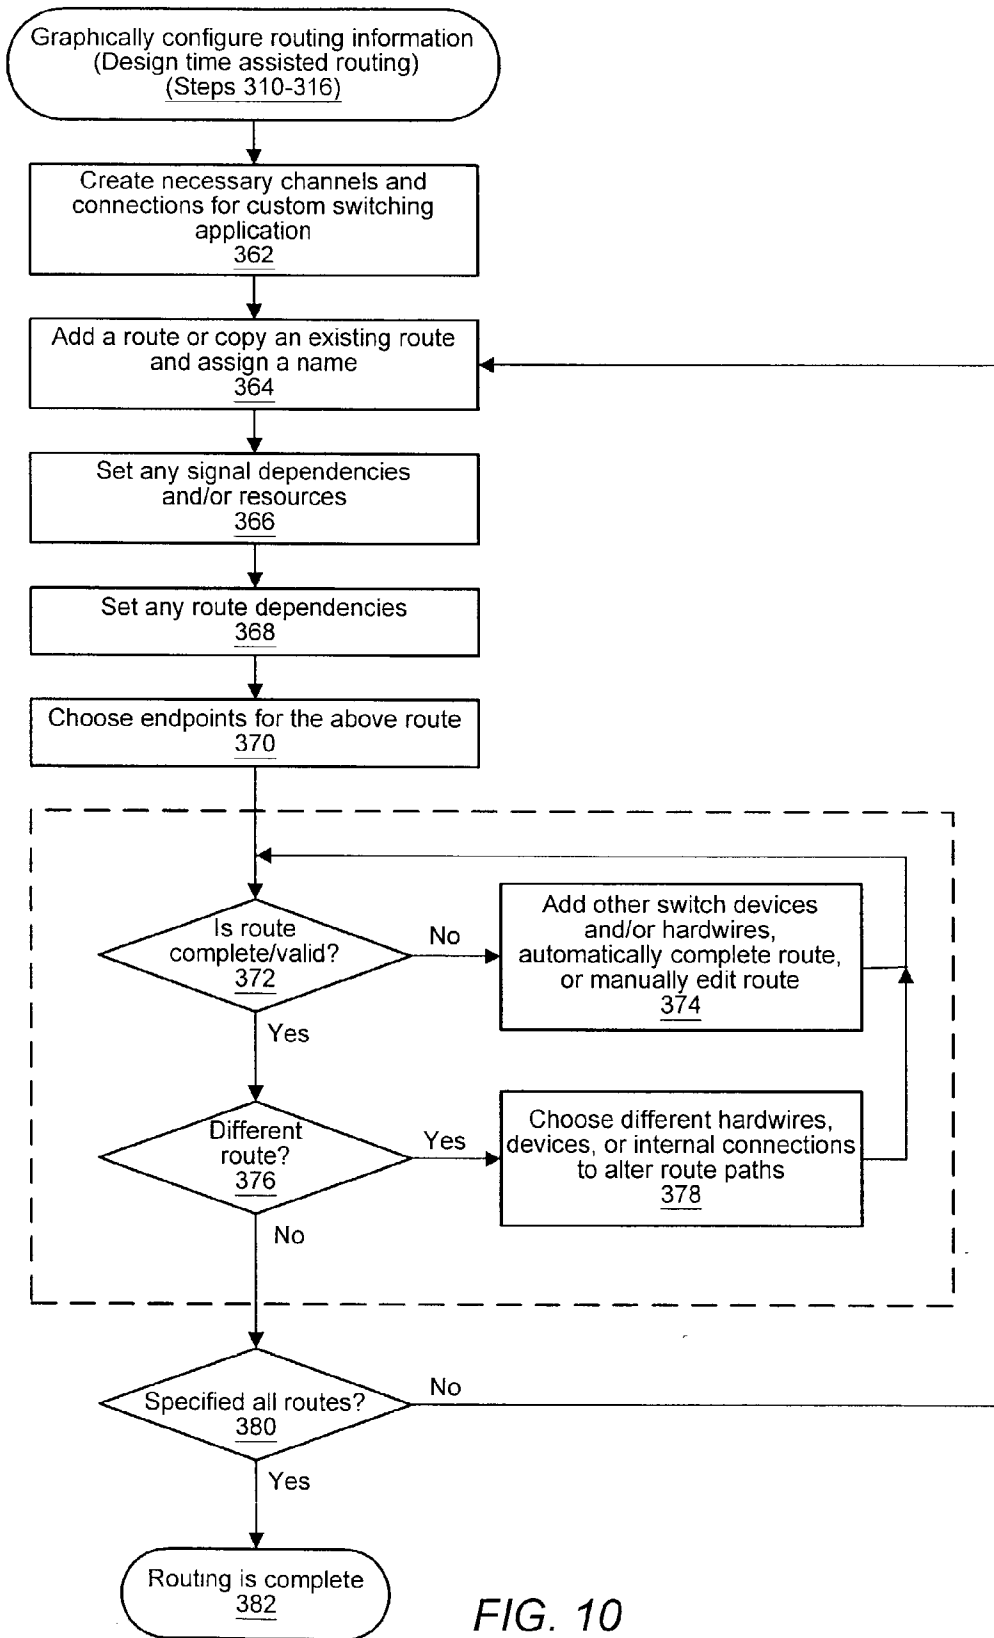 Graphically configure routing information
(Design time assisted routing)
(Steps 310-316)
Create necessary channels and
connections for custom switching
application
362
Add a route or copy an existing route
and assign a name
364
Set any signal dependencies
and/or resources
366
Set any route dependencies
368
Choose endpoints for the above route
370
Is route
complete/valid?
372
No
Add other switch devices
and/or hardwires,
automatically complete route,
or manually edit route
374
Yes
Different
route?
376
Yes
Choose different hardwires,
devices, or internal connections
to alter route paths
378
No
Specified all routes?
380
No
Yes
Routing is complete
382
FIG. 10